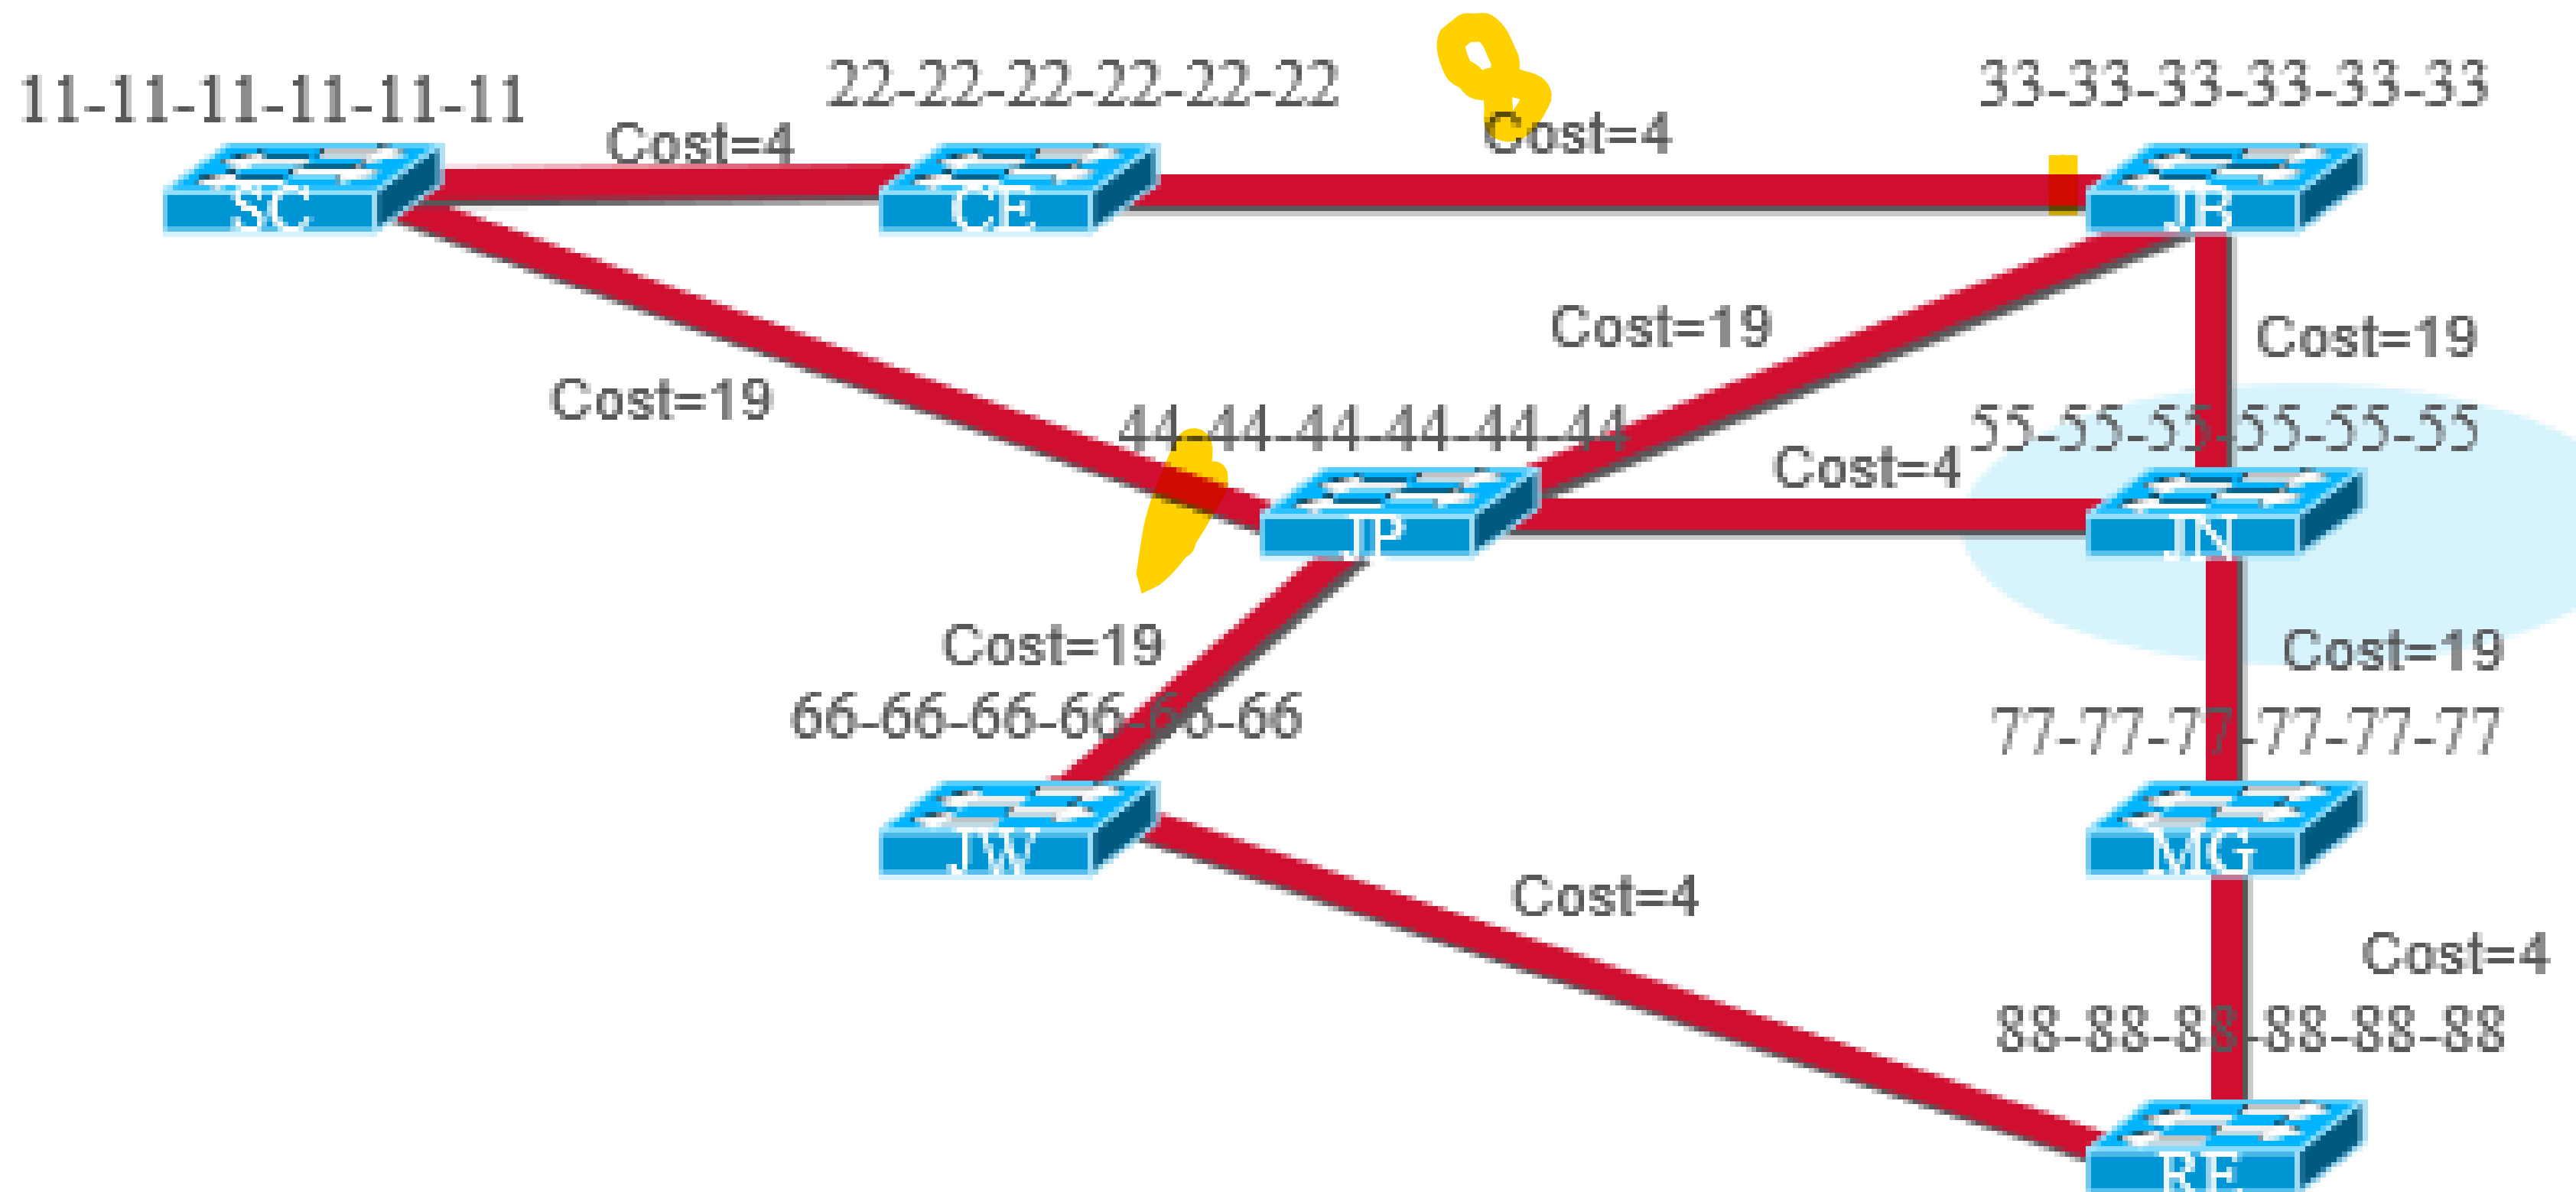 11-11-11-11-11-11
22-22-22-22-22-22
8
33-33-33-33-33-33
Cost=4
Cost=4
SC
CE
JB
Cost=19
Cost=19
Cost=19
44-44-44-44-44-44
55-55-55-55-55-55
Cost=4
JP
JN
Cost=19
Cost=19
66-66-66-66-66-66
77-77-77-77-77-77
JW
MG
Cost=4
Cost=4
88-88-88-88-88-88
RE